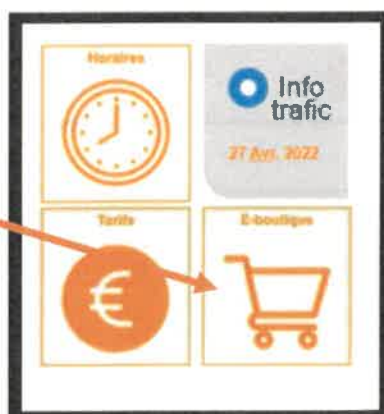 Horaires
Info
trafic
27 Avr. 2022
Tarifs
E-boutique
€